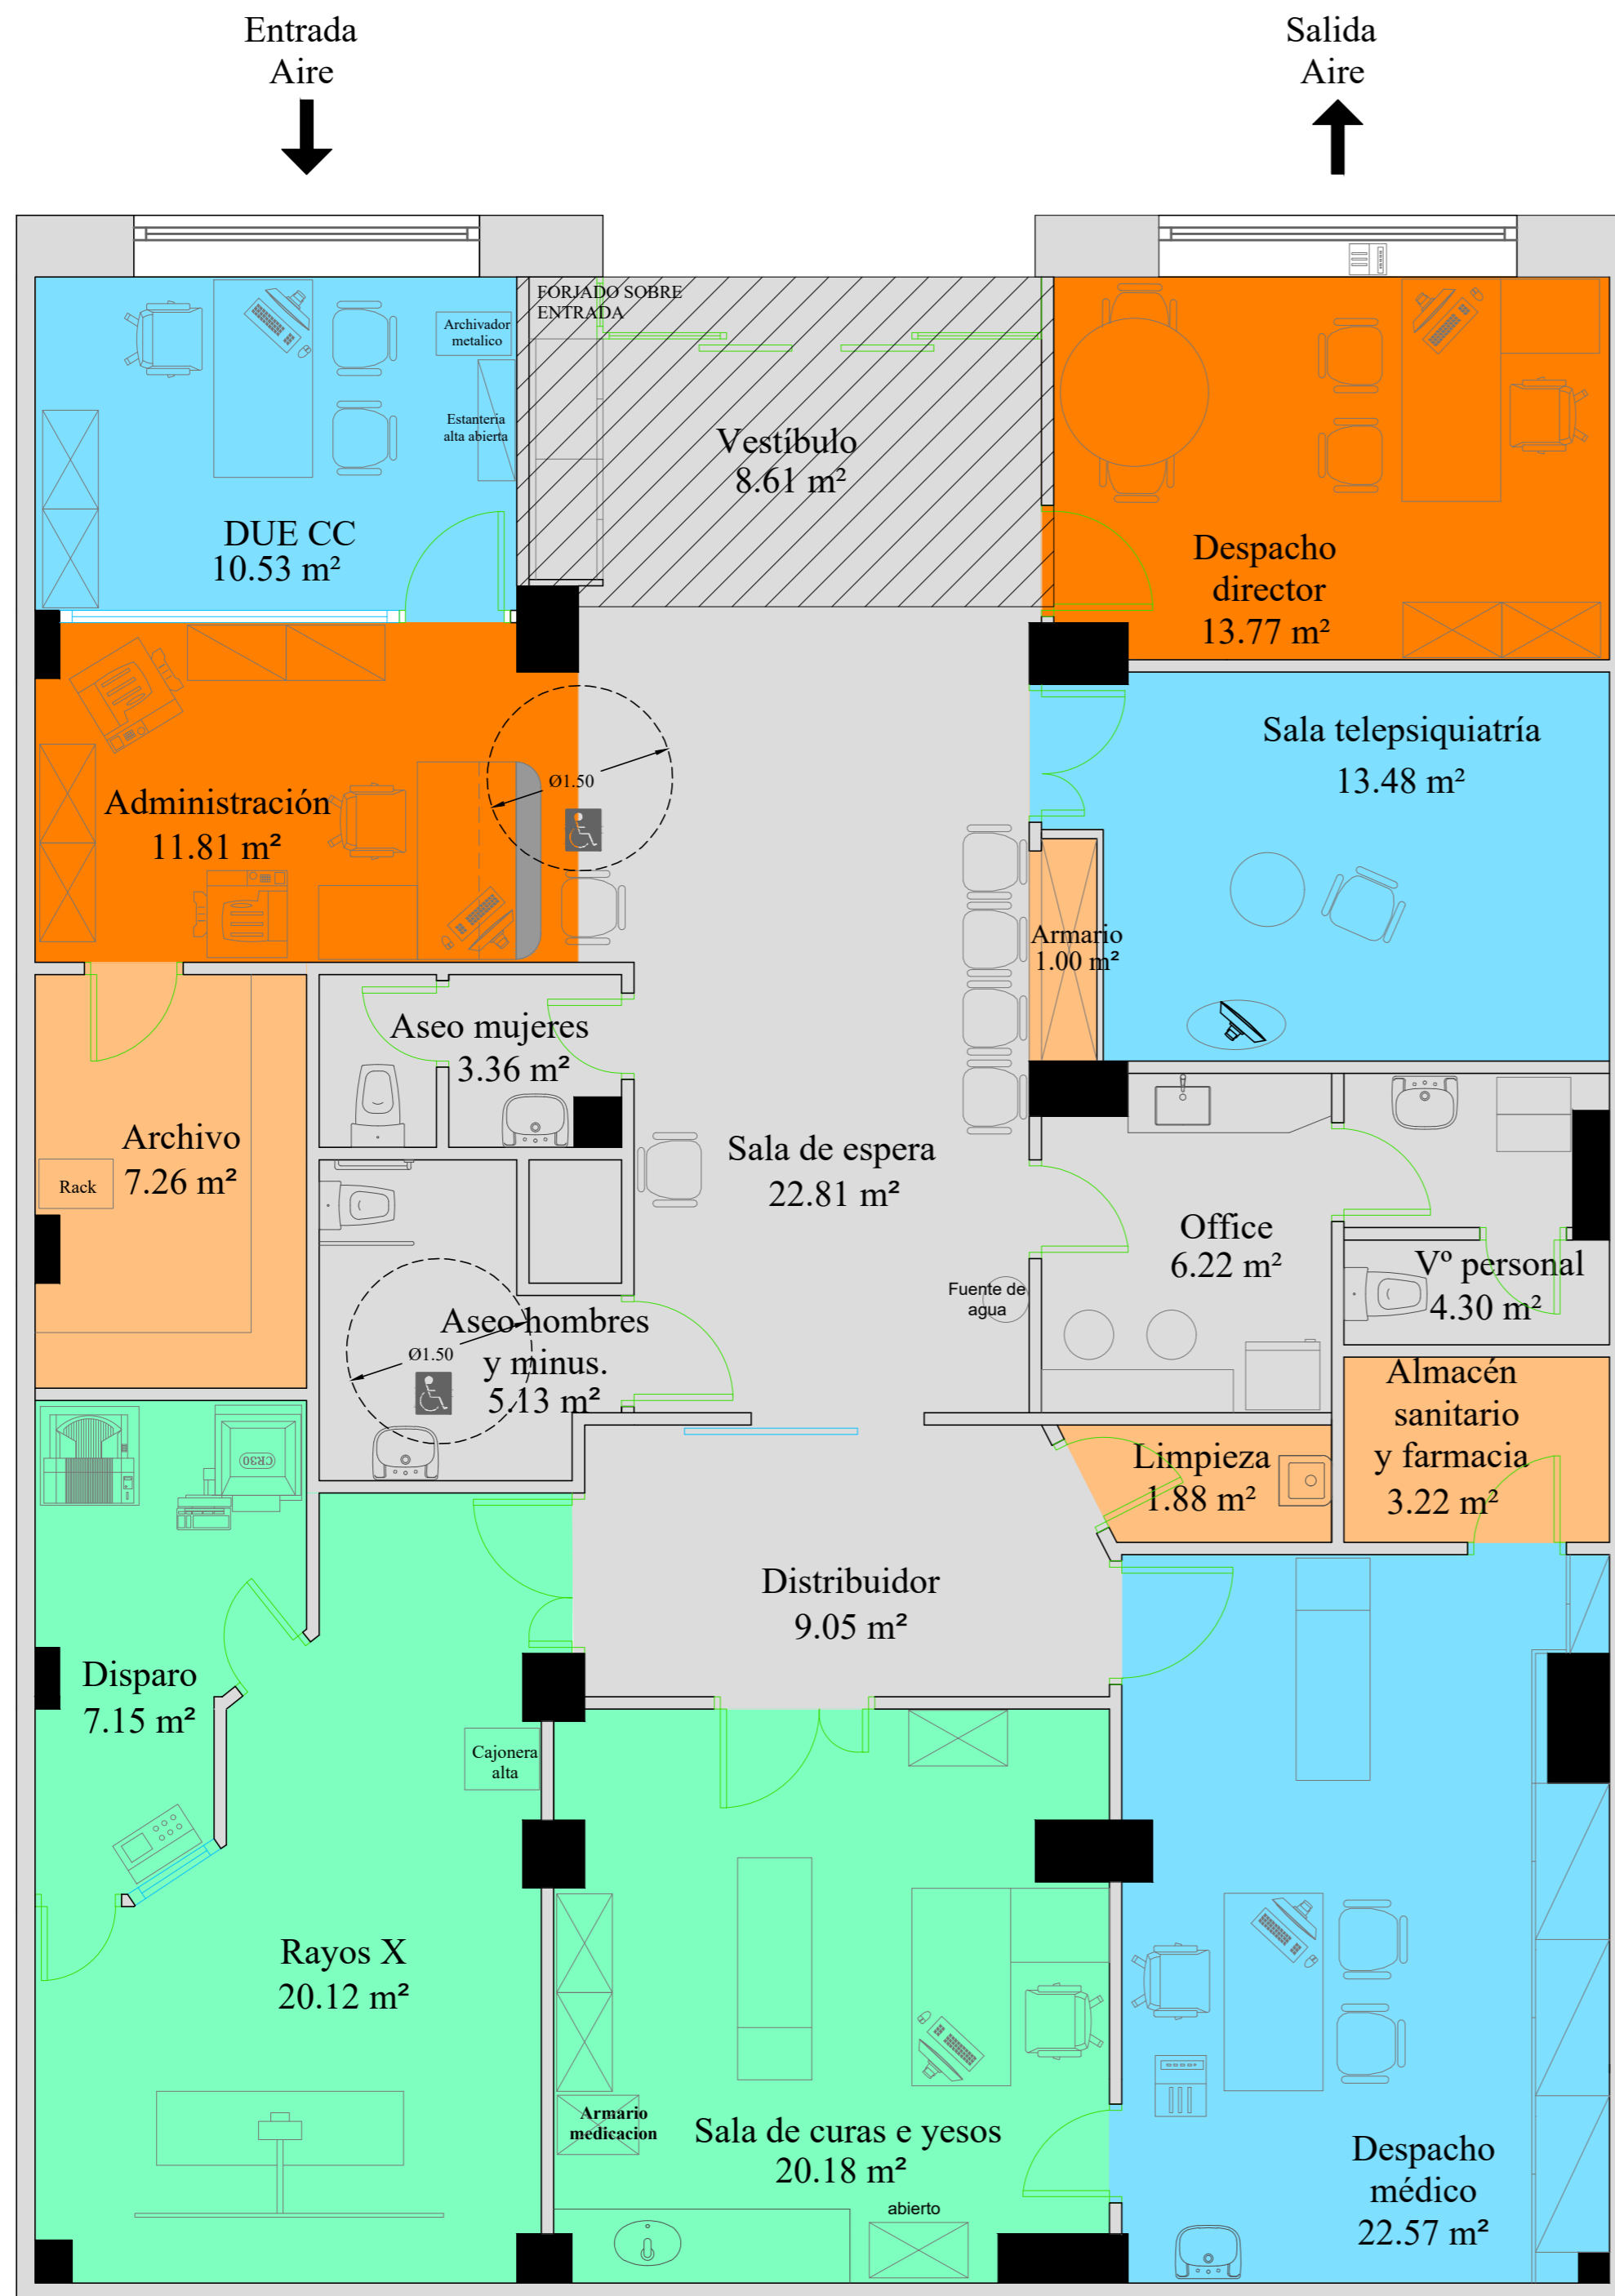 Entrada
Aire
Salida
Aire
FORJADO SOBRE
ENTRADA
Archivador
metalico
Estanteria
alta abierta
Vestíbulo
8.61 m²
DUE CC
10.53 m²
Despacho
director
13.77 m²
Sala telepsiquiatría
13.48 m²
Ø1.50
Administración
11.81 m²
Armario
1.00 m²
Aseo mujeres
3.36 m²
Archivo
7.26 m²
Rack
Sala de espera
22.81 m²
Office
6.22 m²
Vº personal
4.30 m²
Fuente de
agua
Aseo hombres
y minus.
5.13 m²
Ø1.50
Almacén
sanitario
y farmacia
3.22 m²
Limpieza
1.88 m²
CR30
Distribuidor
9.05 m²
Disparo
7.15 m²
Cajonera
alta
Rayos X
20.12 m²
Armario
medicacion
Sala de curas e yesos
20.18 m²
abierto
Despacho
médico
22.57 m²